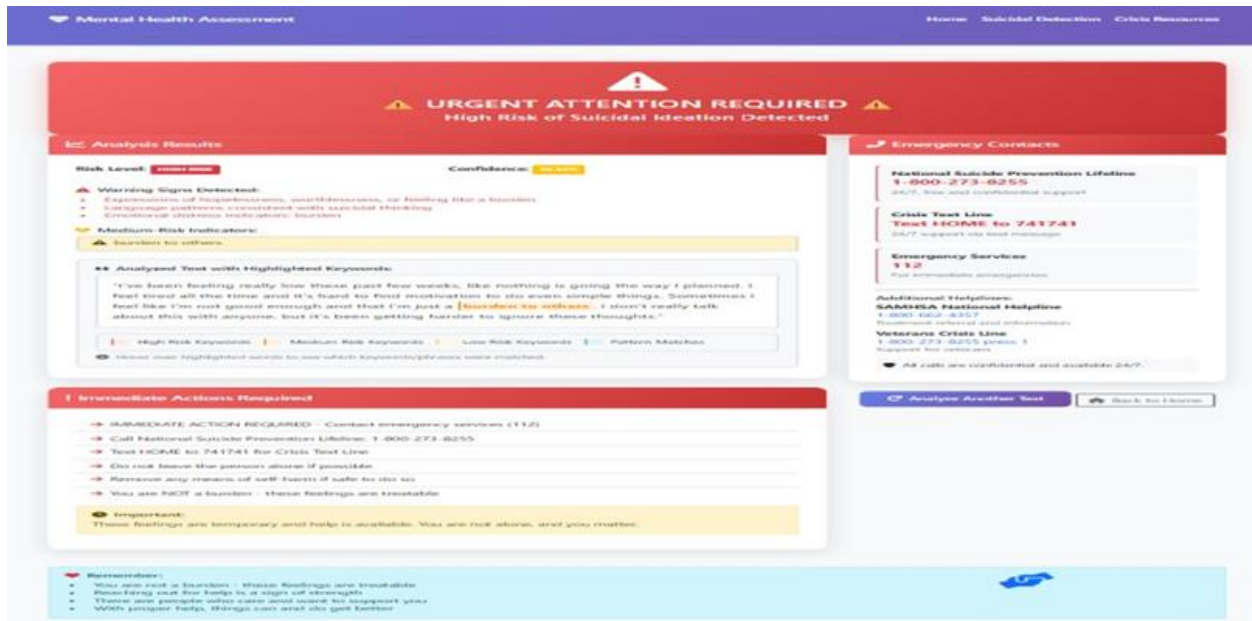 Mental Health Assessment
Home Suicidal Detection Crisis Resources
URGENT ATTENTION REQUIRED
High Risk of Suicidal Ideation Detected
Analysis Results
Risk Level: HIGH RISK Confidence:
Warning Signs Detected:
Expressions of hopelessness, worthlessness, or feeling like a burden
Language patterns consistent with suicidal thinking
Emotional distress indicators: burden
Medium-Risk Indicators:
burden to others
Analyzed Text with Highlighted Keywords:
"I've been feeling really low these past few weeks, like nothing is going the way I planned. I
feel tired all the time and it's hard to find motivation to do even simple things. Sometimes I
feel like I'm not good enough and that I'm just a burden to others. I don't really talk
about this with anyone, but it's been getting harder to ignore these thoughts."
High Risk Keywords Medium Risk Keywords Low Risk Keywords Pattern Matches
Hover over highlighted words to see which keywords/phrases were matched.
Immediate Actions Required
IMMEDIATE ACTION REQUIRED - Contact emergency services (112)
Call National Suicide Prevention Lifeline: 1-800-273-8255
Text HOME to 741741 for Crisis Text Line
Do not leave the person alone if possible
Remove any means of self-harm if safe to do so
You are NOT a burden - these feelings are treatable
Important:
These feelings are temporary and help is available. You are not alone, and you matter.
Emergency Contacts
National Suicide Prevention Lifeline
1-800-273-8255
24/7, free and confidential support
Crisis Text Line
Text HOME to 741741
24/7 support via text message
Emergency Services
112
For immediate emergencies
Additional Helplines:
SAMHSA National Helpline
1-800-662-4357
Treatment referral and information
Veterans Crisis Line
1-800-273-8255 press 1
Support for veterans
All calls are confidential and available 24/7.
Analyze Another Text Back to Home
Remember:
You are not a burden - these feelings are treatable
Reaching out for help is a sign of strength
There are people who care and want to support you
With proper help, things can and do get better